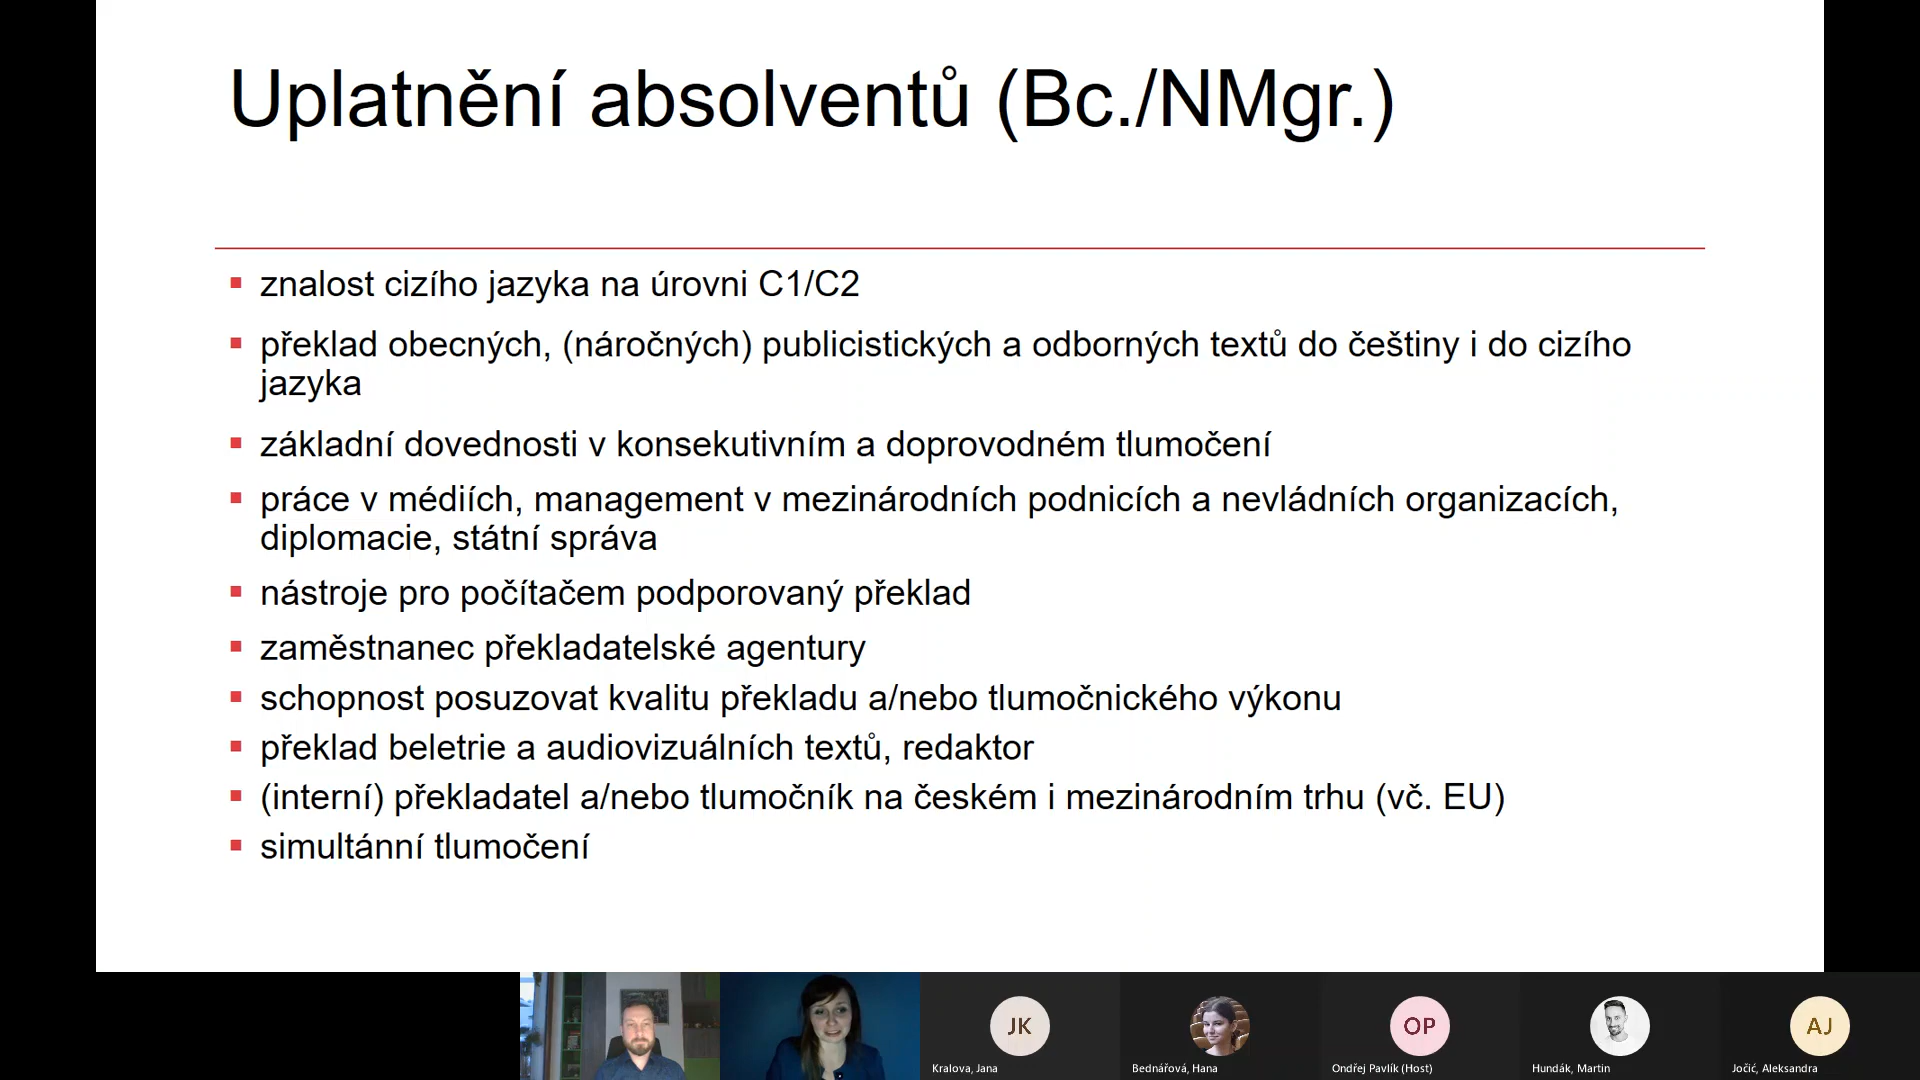 Uplatnění absolventů (Bc./NMgr.)
znalost cizího jazyka na úrovni C1/C2
překlad obecných, (náročných) publicistických a odborných textů do češtiny i do cizího
jazyka
základní dovednosti v konsekutivním a doprovodném tlumočení
práce v médiích, management v mezinárodních podnicích a nevládních organizacích,
diplomacie, státní správa
nástroje pro počítačem podporovaný překlad
zaměstnanec překladatelské agentury
schopnost posuzovat kvalitu překladu a/nebo tlumočnického výkonu
překlad beletrie a audiovizuálních textů, redaktor
(interní) překladatel a/nebo tlumočník na českém i mezinárodním trhu (vč. EU)
simultánní tlumočení
JK
OP
AJ
Kralova, Jana
Bednářová, Hana
Ondřej Pavlík (Host)
Hundák, Martin
Jočić, Aleksandra